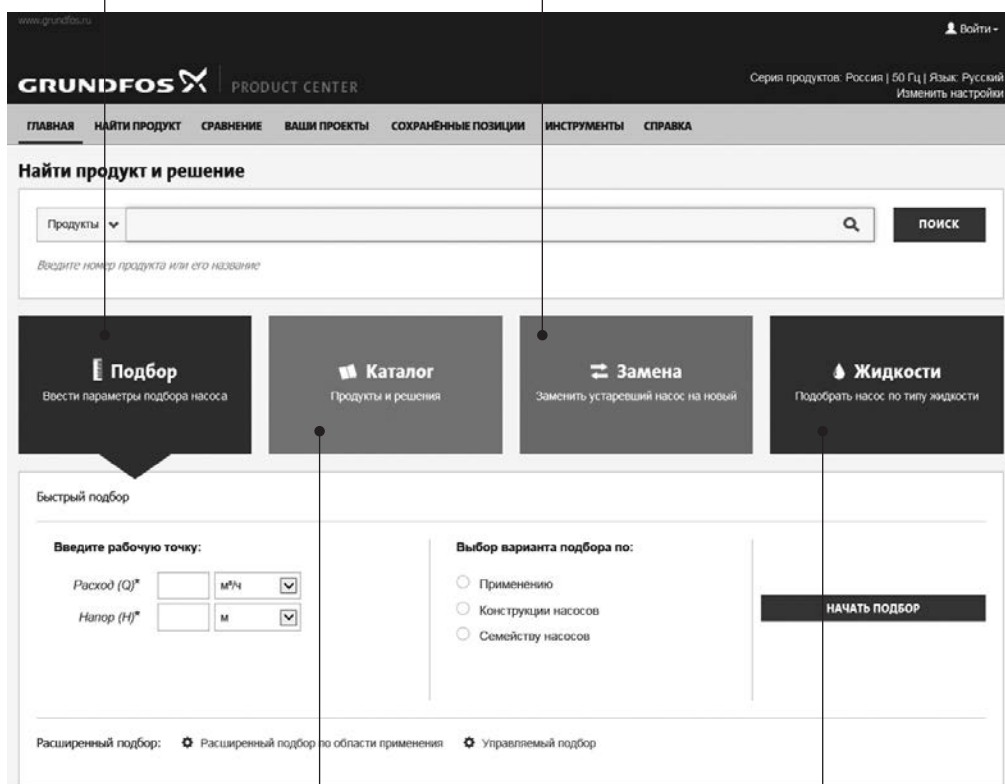 www.grundfos.ru
Войти
GRUNDFOS PRODUCT CENTER
Серия продуктов: Россия | 50 Гц | Язык: Русский
Изменить настройки
ГЛАВНАЯ НАЙТИ ПРОДУКТ СРАВНЕНИЕ ВАШИ ПРОЕКТЫ СОХРАНЁННЫЕ ПОЗИЦИИ ИНСТРУМЕНТЫ СПРАВКА
Найти продукт и решение
Продукты ПОИСК
Введите номер продукта или его название
Подбор
Ввести параметры подбора насоса
Каталог
Продукты и решения
Замена
Заменить устаревший насос на новый
Жидкости
Подобрать насос по типу жидкости
Быстрый подбор
Введите рабочую точку:
Расход (Q)* м³/ч
Напор (H)* м
Выбор варианта подбора по:
Применению
Конструкции насосов
Семейству насосов
НАЧАТЬ ПОДБОР
Расширенный подбор: Расширенный подбор по области применения Управляемый подбор